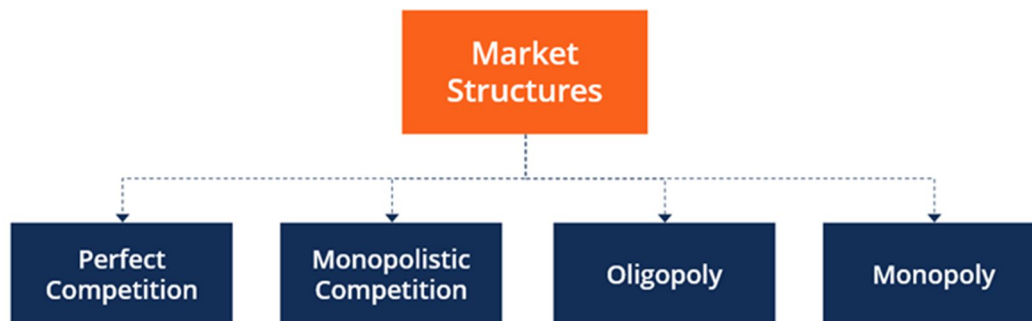 Market
Structures
Perfect
Competition
Monopolistic
Competition
Oligopoly
Monopoly